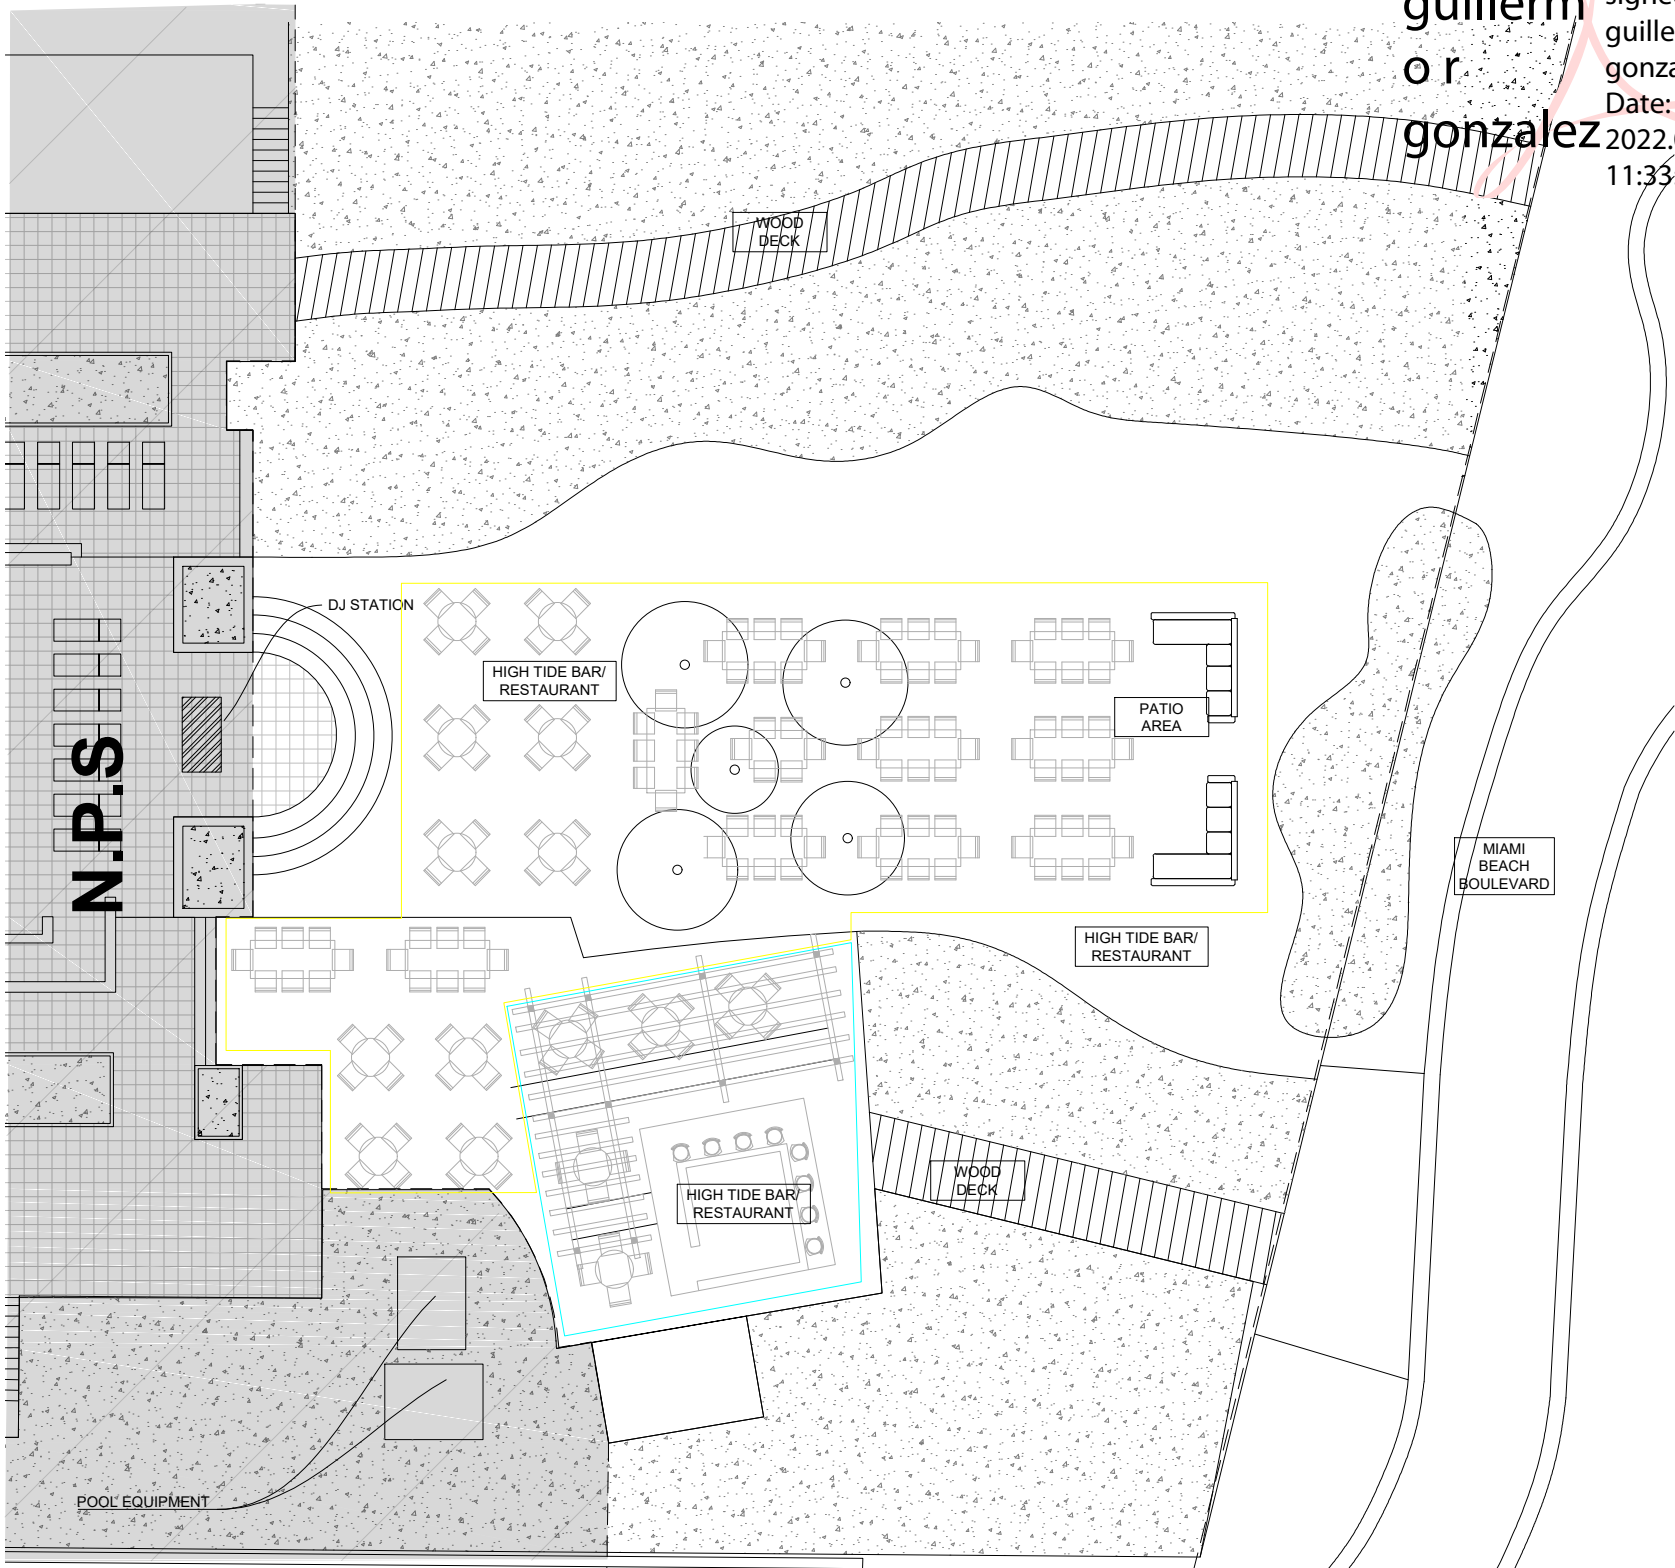 guillerm
o r
gonzalez
guille
gonza
Date:
2022.
11:33
WOOD
DECK
DJ STATION
HIGH TIDE BAR/
RESTAURANT
PATIO
AREA
N.P.S
MIAMI
BEACH
BOULEVARD
HIGH TIDE BAR/
RESTAURANT
WOOD
DECK
HIGH TIDE BAR/
RESTAURANT
POOL EQUIPMENT